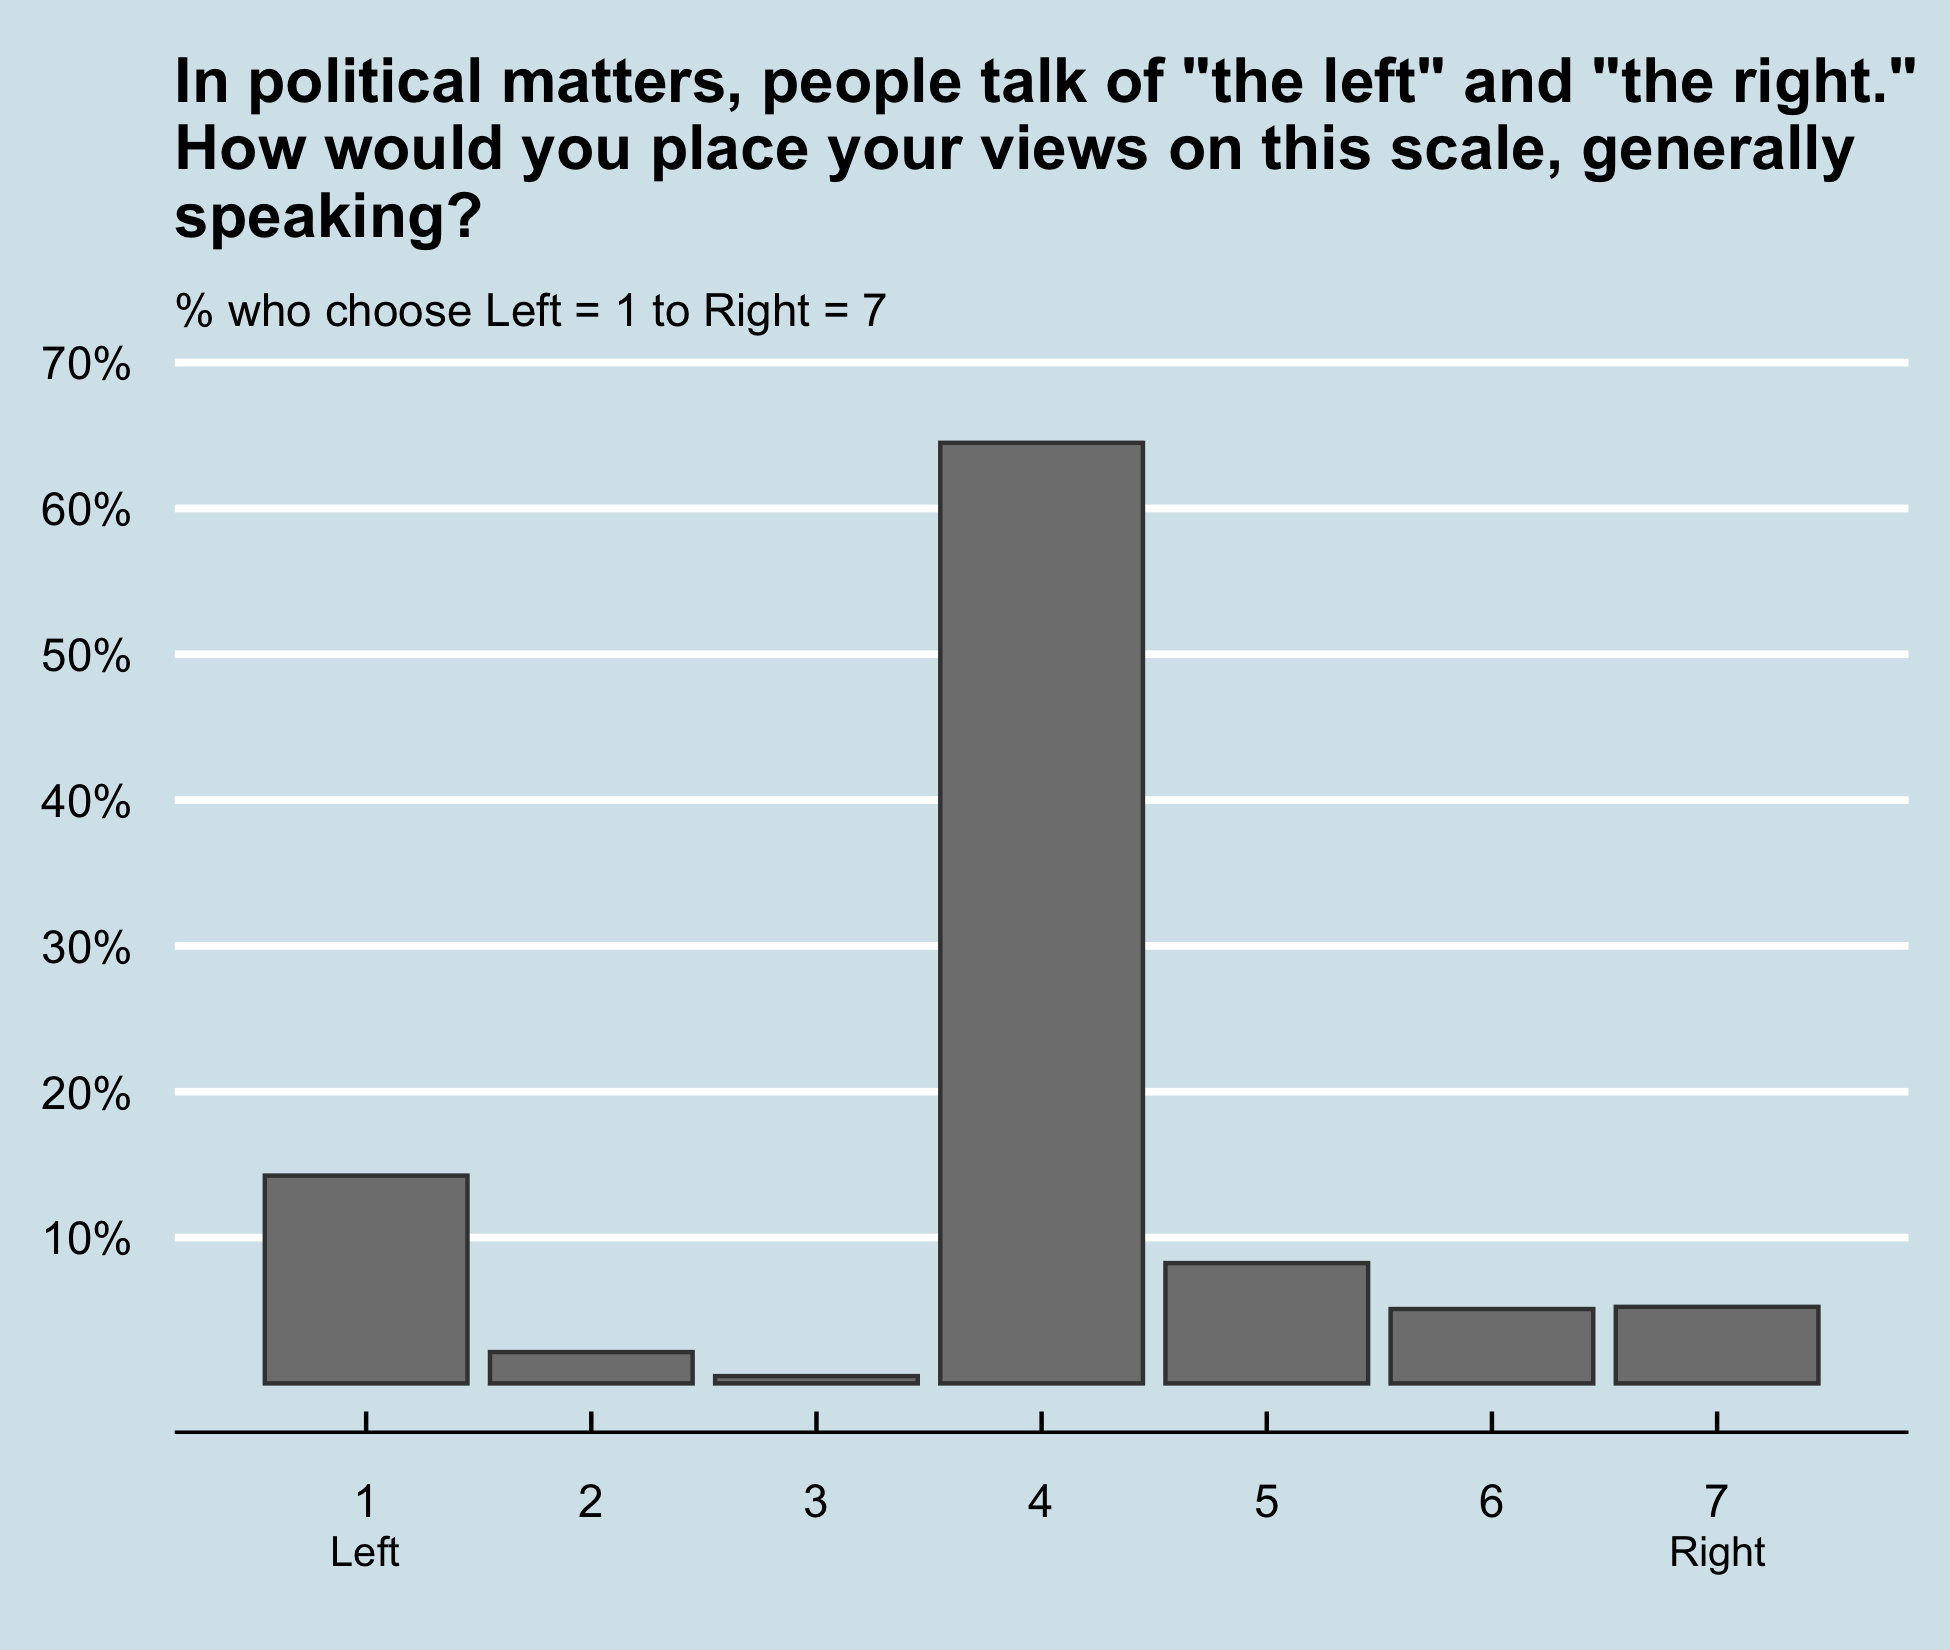 In political matters, people talk of "the left" and "the right."
How would you place your views on this scale, generally
speaking?
% who choose Left = 1 to Right = 7
70%
60%
50%
40%
30%
20%
10%
1 2 3 4 5 6 7
Left Right